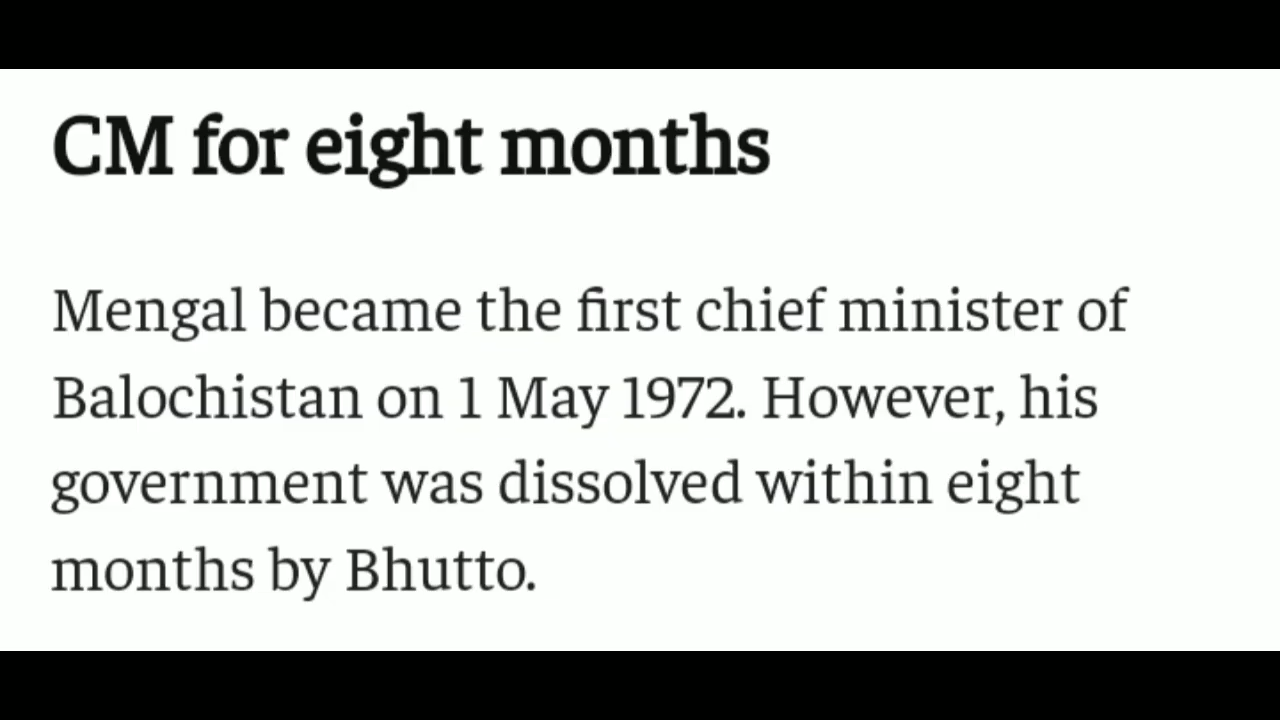 CM for eight months
Mengal became the first chief minister of
Balochistan on 1 May 1972. However, his
government was dissolved within eight
months by Bhutto.